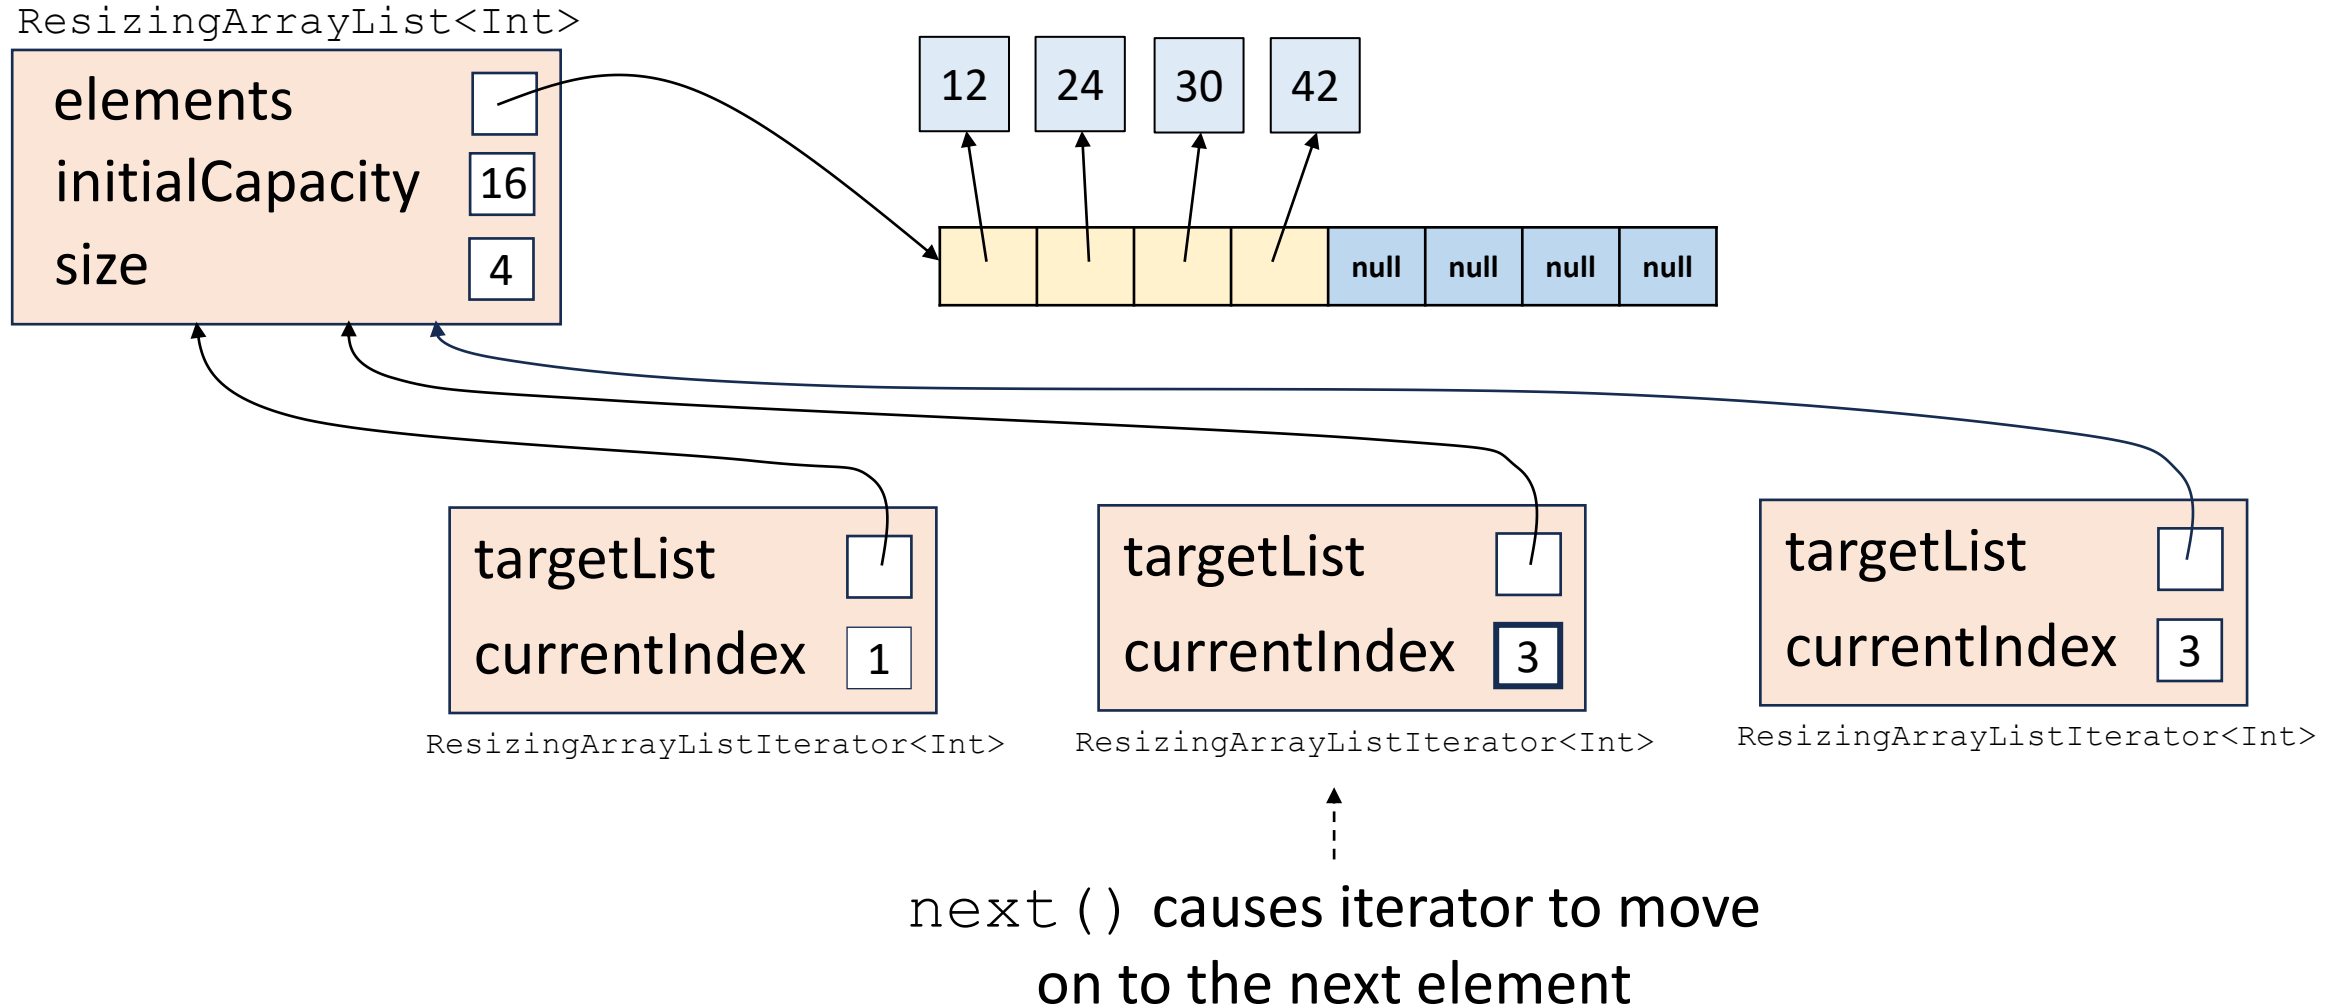 ResizingArrayList<Int>
elements
initialCapacity 16
size 4
12 24 30 42
null null null null
targetList
currentIndex 1
ResizingArrayListIterator<Int>
targetList
currentIndex 3
ResizingArrayListIterator<Int>
targetList
currentIndex 3
ResizingArrayListIterator<Int>
next() causes iterator to move
on to the next element